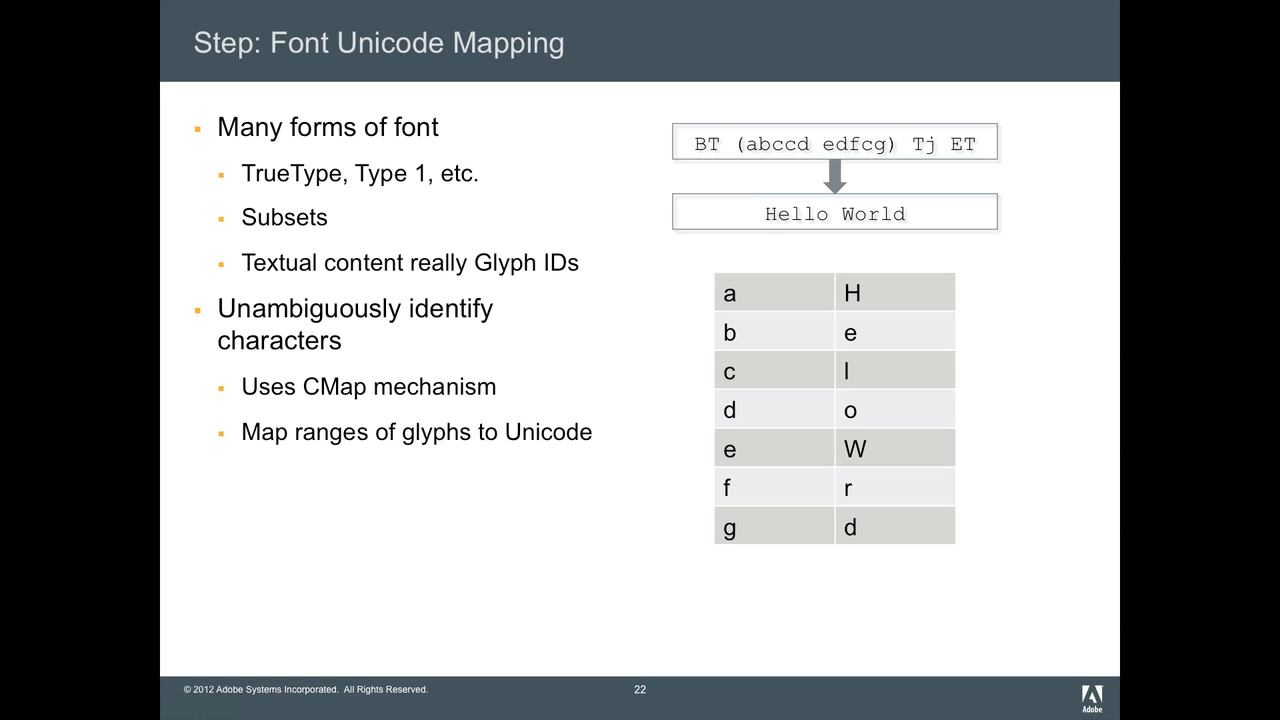 Step: Font Unicode Mapping
▪ Many forms of font
▪ TrueType, Type 1, etc.
▪ Subsets
▪ Textual content really Glyph IDs
▪ Unambiguously identify
characters
▪ Uses CMap mechanism
▪ Map ranges of glyphs to Unicode
BT (abccd edfcg) Tj ET
Hello World
a H
b e
c l
d o
e W
f r
g d
© 2012 Adobe Systems Incorporated. All Rights Reserved.
22
Adobe